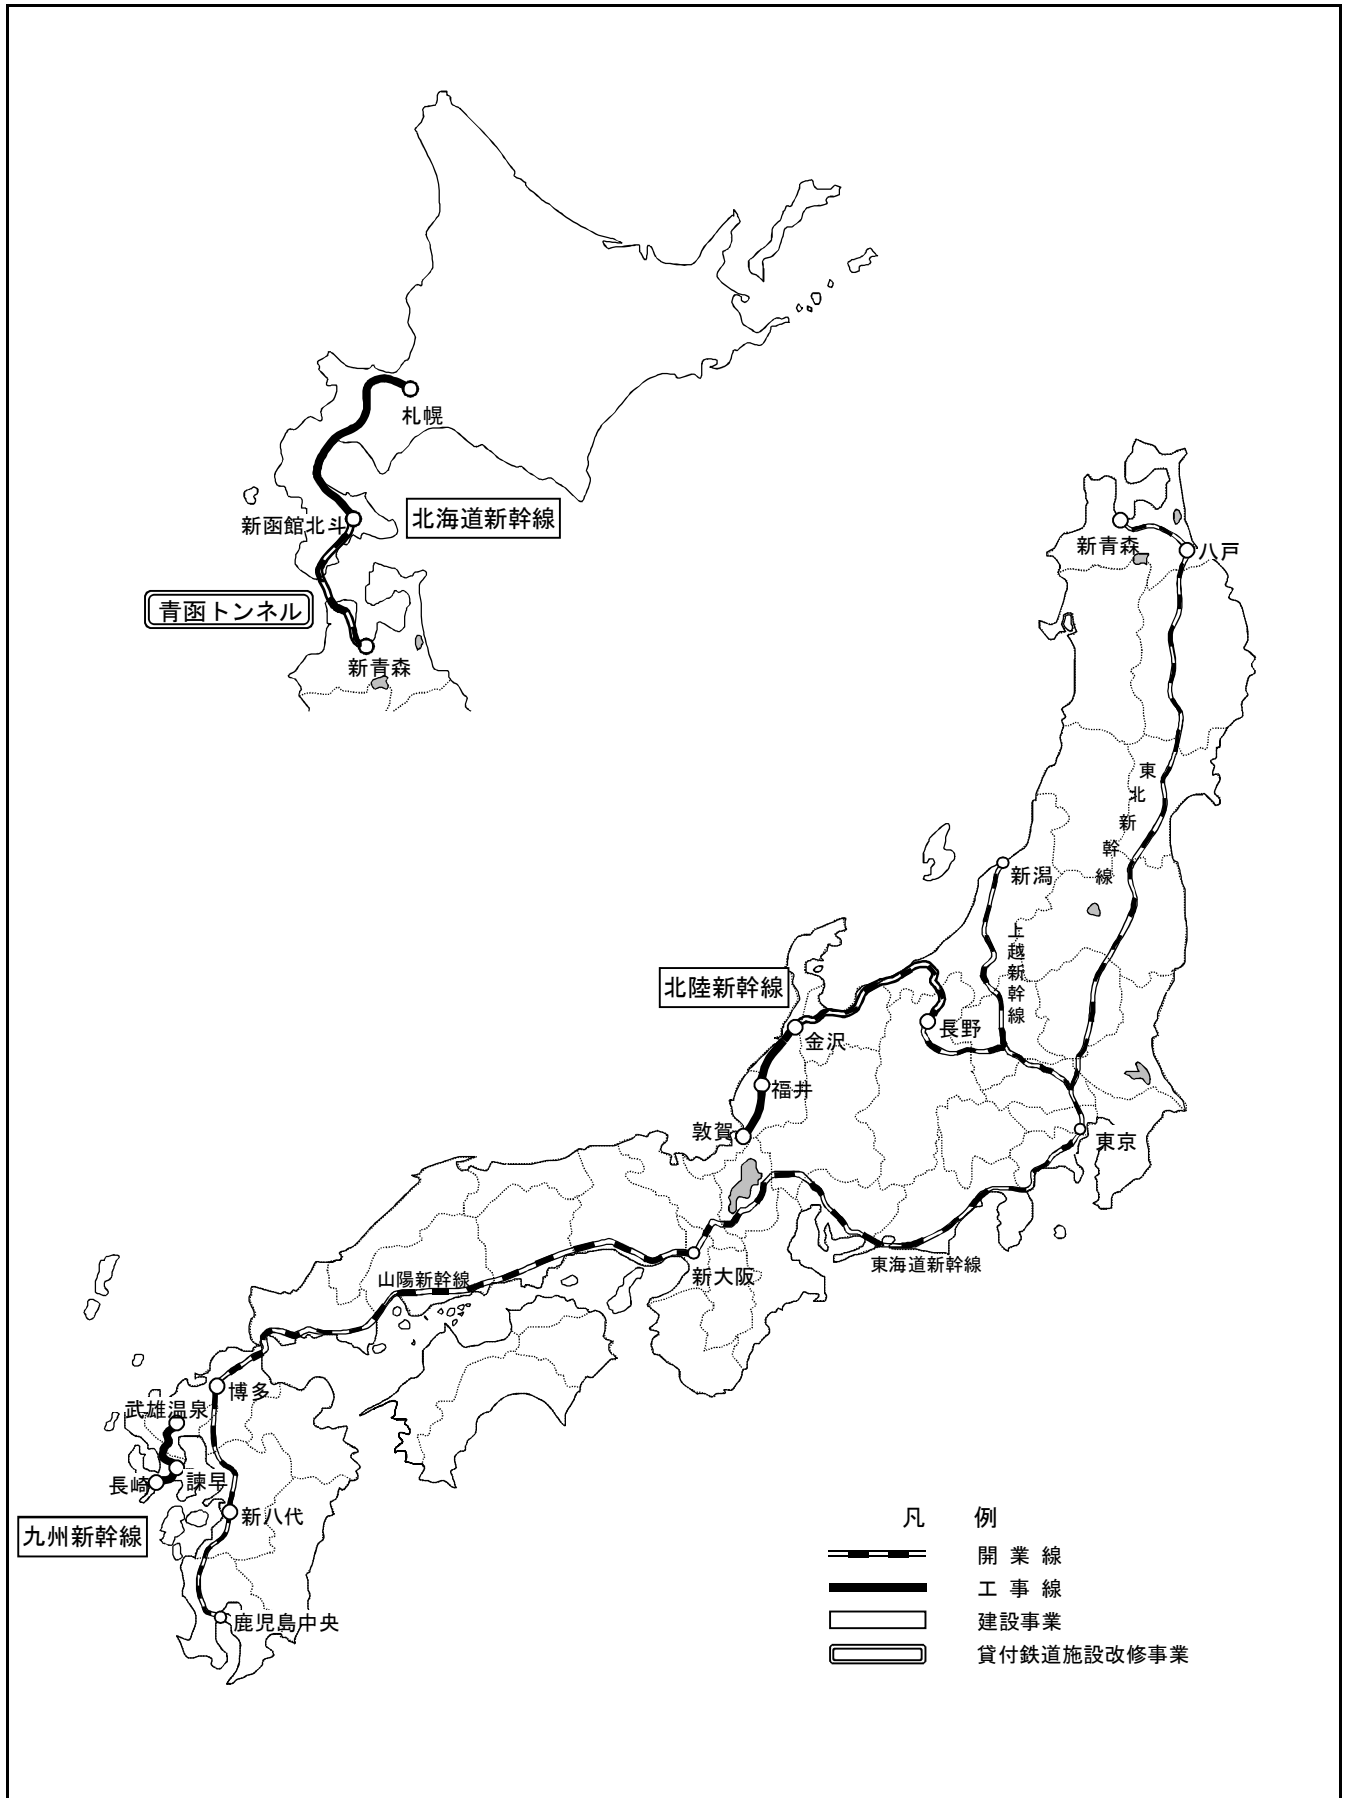 札幌
北海道新幹線
新函館北斗
青函トンネル
新青森
新青森
八戸
東北新幹線
新潟
上越新幹線
北陸新幹線
金沢
長野
福井
敦賀
東京
新大阪
東海道新幹線
山陽新幹線
博多
武雄温泉
長崎
諫早
新八代
九州新幹線
鹿児島中央
凡 例
開業線
工事線
建設事業
貸付鉄道施設改修事業